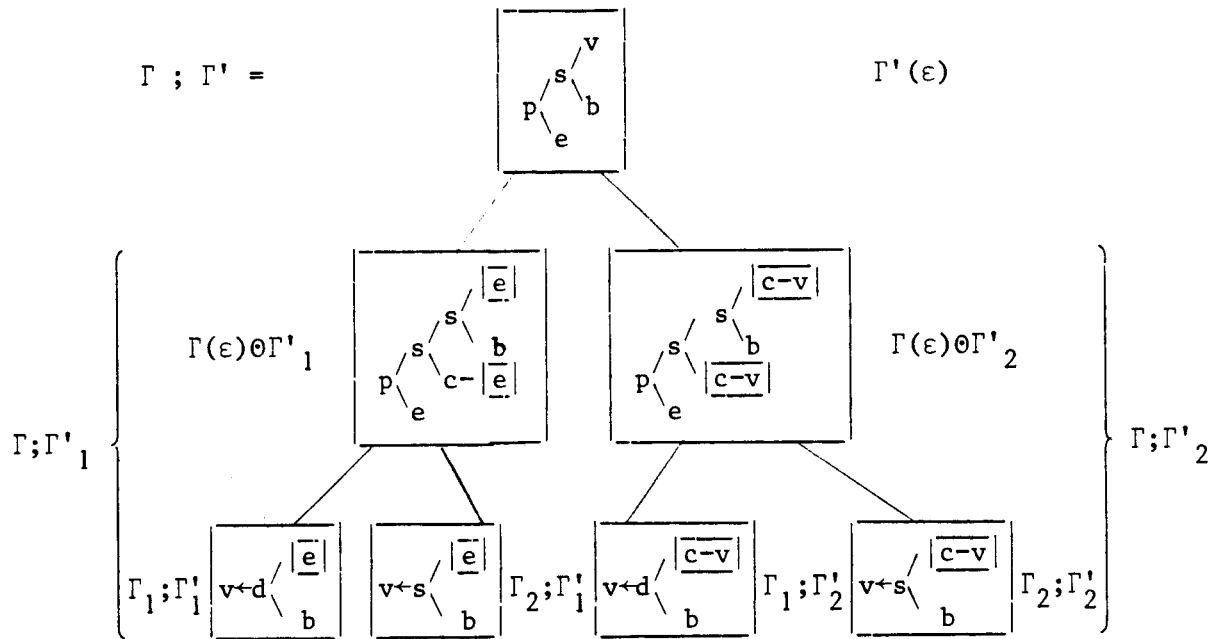 v
Γ ; Γ' = s Γ'(ε)
p b
e
e c-v
s s
Γ(ε)ΘΓ'1 s b s b Γ(ε)ΘΓ'2
p c- e p c-v
e e
Γ;Γ'1 Γ;Γ'2
e e c-v c-v
Γ1;Γ'1 v←d v←s Γ2;Γ'1 v←d Γ1;Γ'2 v←s Γ2;Γ'2
b b b b